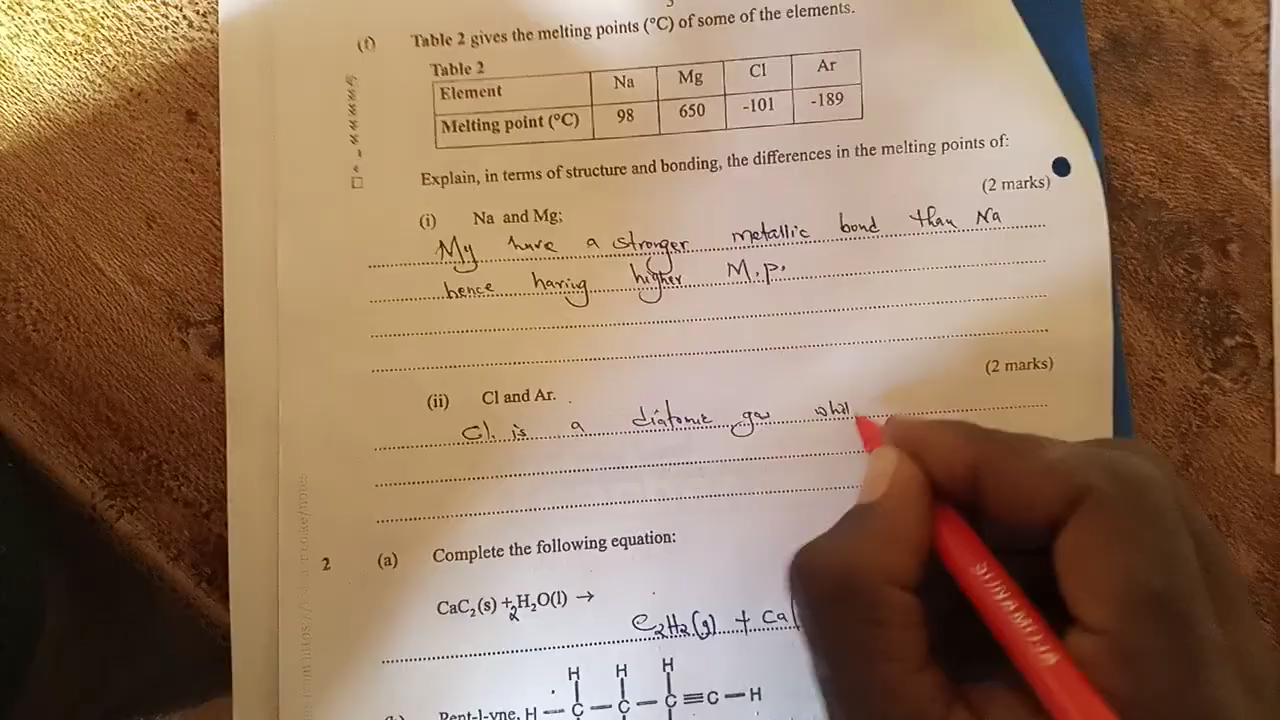 (f) Table 2 gives the melting points (°C) of some of the elements.
Table 2
Element Na Mg Cl Ar
Melting point (°C) 98 650 -101 -189
Explain, in terms of structure and bonding, the differences in the melting points of:
(2 marks)
(i) Na and Mg;
My have a stronger metallic bond than Na
hence having higher M.p.
(2 marks)
(ii) Cl and Ar.
Cl is a diatomic gas
2 (a) Complete the following equation:
CaC₂(s) + 2H₂O(l) →
C₂H₂(g) + Ca
Pent-1-yne,
H H H
H — C — C — C ≡ C — H
SUNAMI